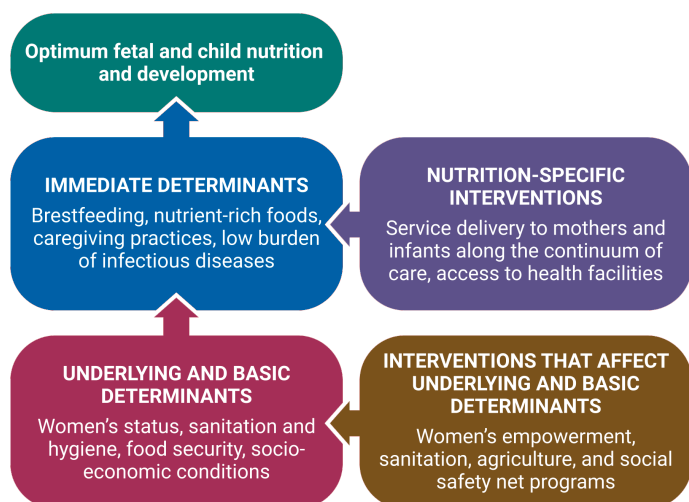 Optimum fetal and child nutrition
and development
IMMEDIATE DETERMINANTS
Brestfeeding, nutrient-rich foods,
caregiving practices, low burden
of infectious diseases
NUTRITION-SPECIFIC
INTERVENTIONS
Service delivery to mothers and
infants along the continuum of
care, access to health facilities
UNDERLYING AND BASIC
DETERMINANTS
Women’s status, sanitation and
hygiene, food security, socio-
economic conditions
INTERVENTIONS THAT AFFECT
UNDERLYING AND BASIC
DETERMINANTS
Women’s empowerment,
sanitation, agriculture, and social
safety net programs